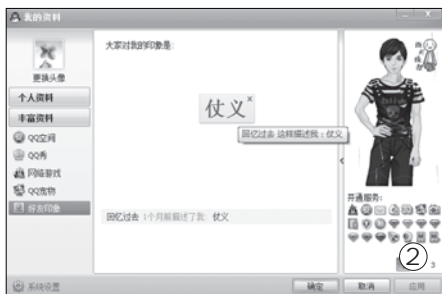 我的资料
更换头像
个人资料
丰富资料
QQ空间
QQ秀
网络游戏
QQ宠物
好友印象
大家对我的印象是:
仗义×
回忆过去 这样描述我:仗义
回忆过去 1个月前描述了我: 仗义
开通服务:
②
3
系统设置
确定
取消
应用